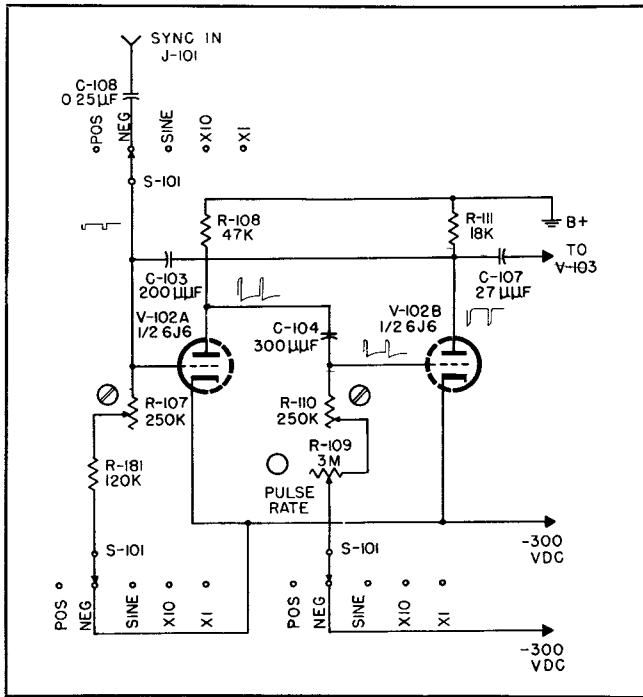 SYNC IN
J-101
C-108
0.25µF
POS
NEG
SINE
X10
X1
S-101
R-108
47K
R-111
18K
B+
TO
V-103
C-103
200µµF
C-107
27µµF
V-102A
1/2 6J6
C-104
300µµF
V-102B
1/2 6J6
R-107
250K
R-110
250K
R-109
3M
R-181
120K
PULSE
RATE
S-101
S-101
-300
VDC
POS
NEG
SINE
X10
X1
POS
NEG
SINE
X10
X1
-300
VDC